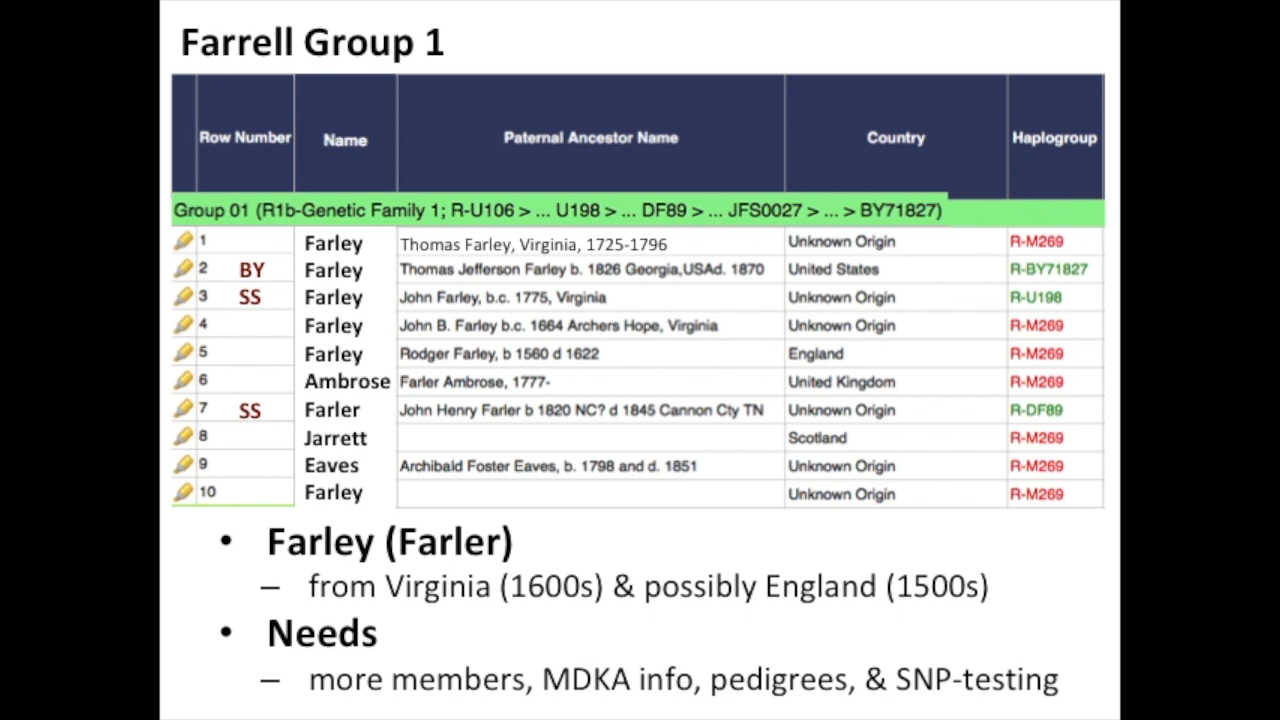 Farrell Group 1
Row Number Name Paternal Ancestor Name Country Haplogroup
Group 01 (R1b-Genetic Family 1; R-U106 > ... U198 > ... DF89 > ... JFS0027 > ... > BY71827)
1 Farley Thomas Farley, Virginia, 1725-1796 Unknown Origin R-M269
2 BY Farley Thomas Jefferson Farley b. 1826 Georgia,USAd. 1870 United States R-BY71827
3 SS Farley John Farley, b.c. 1775, Virginia Unknown Origin R-U198
4 Farley John B. Farley b.c. 1664 Archers Hope, Virginia Unknown Origin R-M269
5 Farley Rodger Farley, b 1560 d 1622 England R-M269
6 Ambrose Farler Ambrose, 1777- United Kingdom R-M269
7 SS Farler John Henry Farler b 1820 NC? d 1845 Cannon Cty TN Unknown Origin R-DF89
8 Jarrett Scotland R-M269
9 Eaves Archibald Foster Eaves, b. 1798 and d. 1851 Unknown Origin R-M269
10 Farley Unknown Origin R-M269
• Farley (Farler)
– from Virginia (1600s) & possibly England (1500s)
• Needs
– more members, MDKA info, pedigrees, & SNP-testing